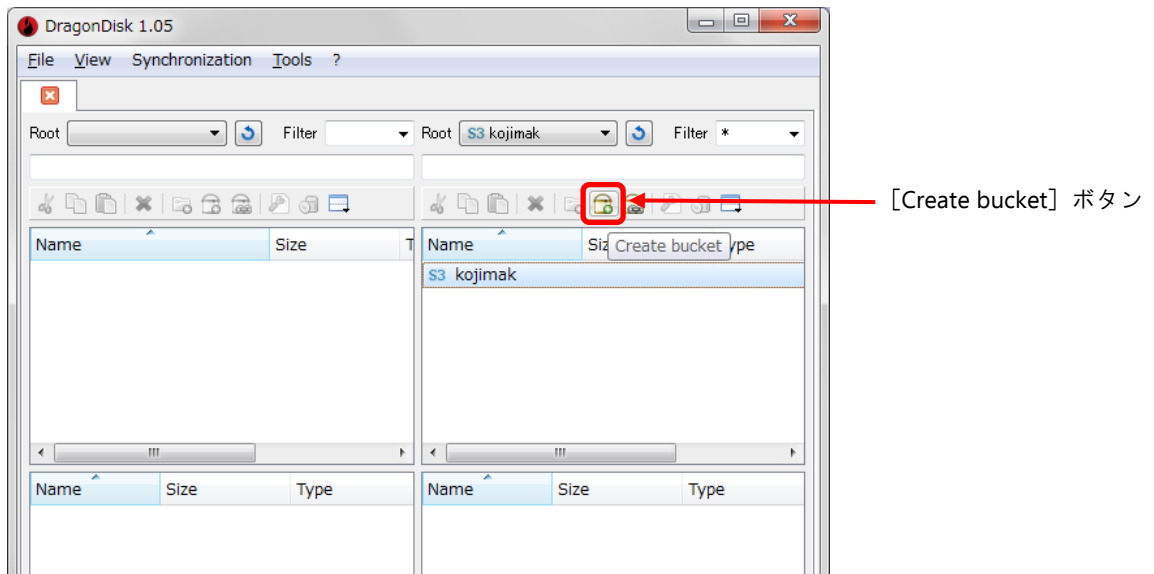 DragonDisk 1.05
File View Synchronization Tools ?
Root Filter Root S3 kojimak Filter *
[Create bucket] ボタン
Name Size T Name Siz Create bucket ype
S3 kojimak
Name Size Type Name Size Type